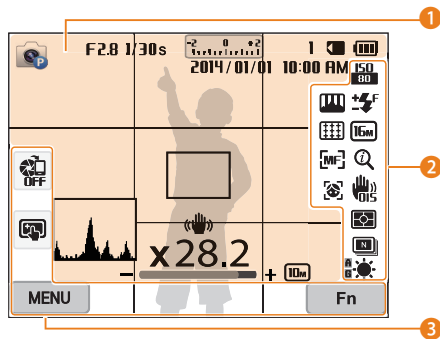 1
F2.8 1/30s -2 0 +2 1
2014/01/01 10:00 AM ISO 80
F
16M
MF i
OFF OIS
N
x28.2
A G
- + 10M
MENU Fn
2
3